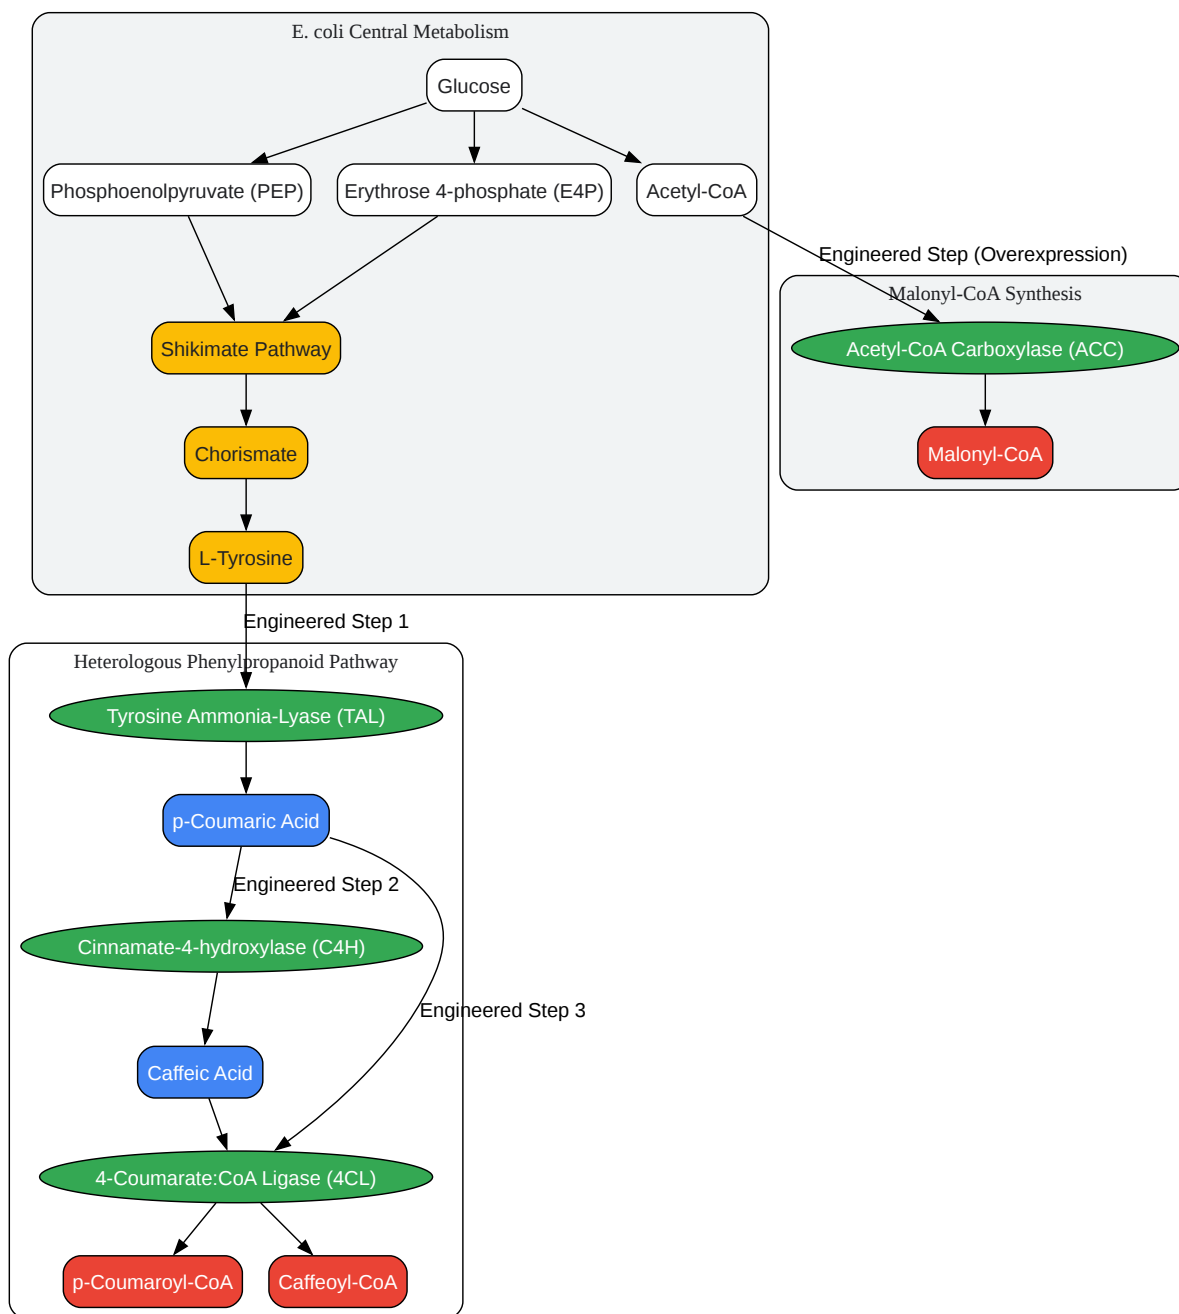 E. coli Central Metabolism
Glucose
Phosphoenolpyruvate (PEP)
Erythrose 4-phosphate (E4P)
Acetyl-CoA
Engineered Step (Overexpression)
Malonyl-CoA Synthesis
Shikimate Pathway
Acetyl-CoA Carboxylase (ACC)
Chorismate
Malonyl-CoA
L-Tyrosine
Engineered Step 1
Heterologous Phenylpropanoid Pathway
Tyrosine Ammonia-Lyase (TAL)
p-Coumaric Acid
Engineered Step 2
Cinnamate-4-hydroxylase (C4H)
Engineered Step 3
Caffeic Acid
4-Coumarate:CoA Ligase (4CL)
p-Coumaroyl-CoA
Caffeoyl-CoA